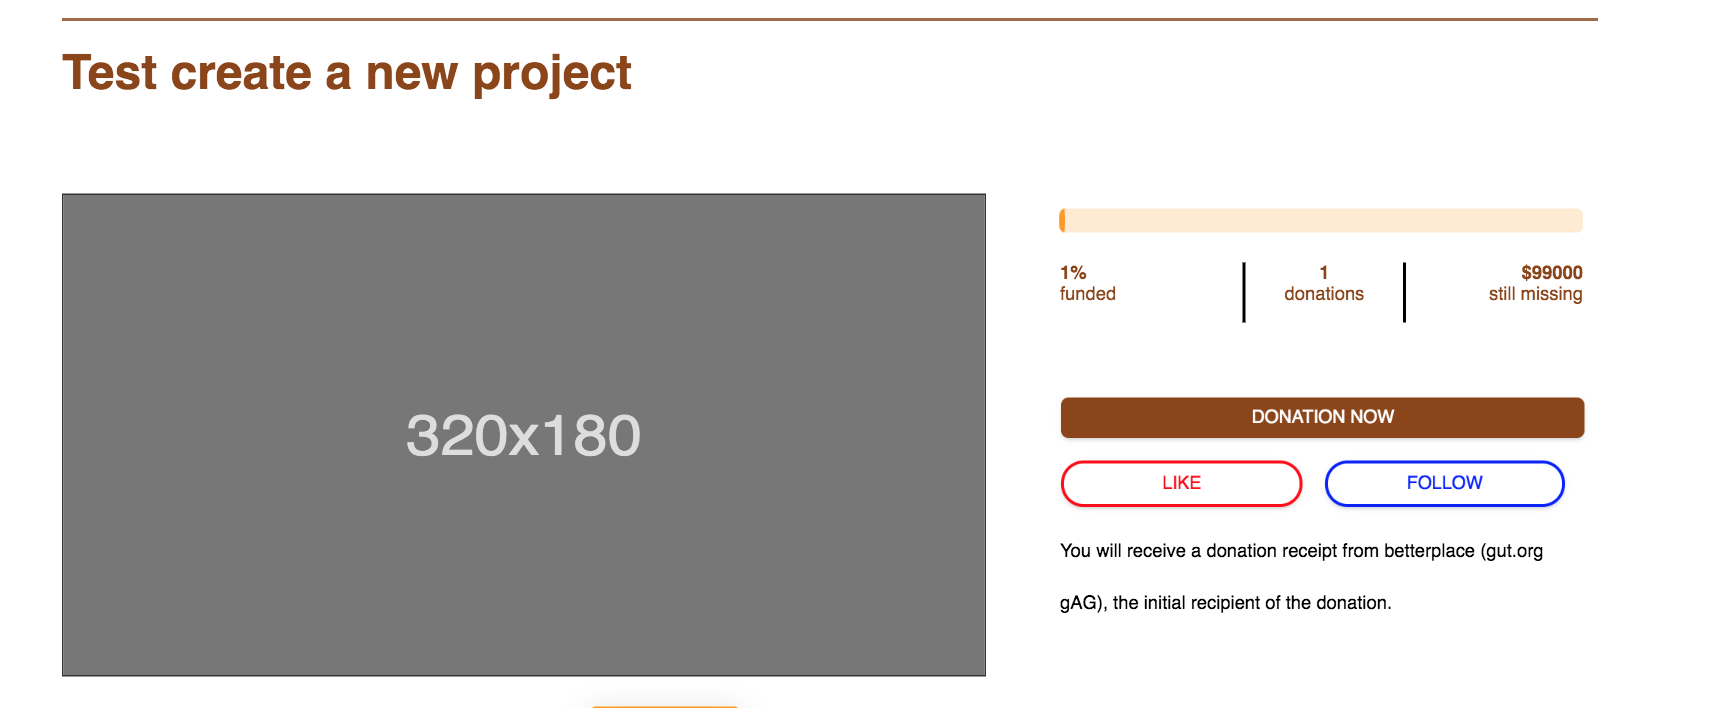 Test create a new project
320x180
1%
funded
1
donations
$99000
still missing
DONATION NOW
LIKE
FOLLOW
You will receive a donation receipt from betterplace (gut.org
gAG), the initial recipient of the donation.